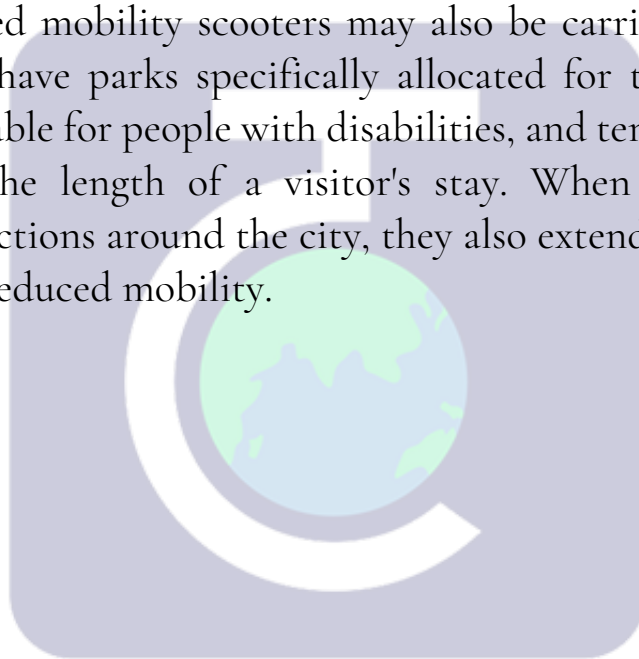 ed mobility scooters may also be carri
have parks specifically allocated for t
able for people with disabilities, and ter
he length of a visitor's stay. When
ctions around the city, they also extend
educed mobility.